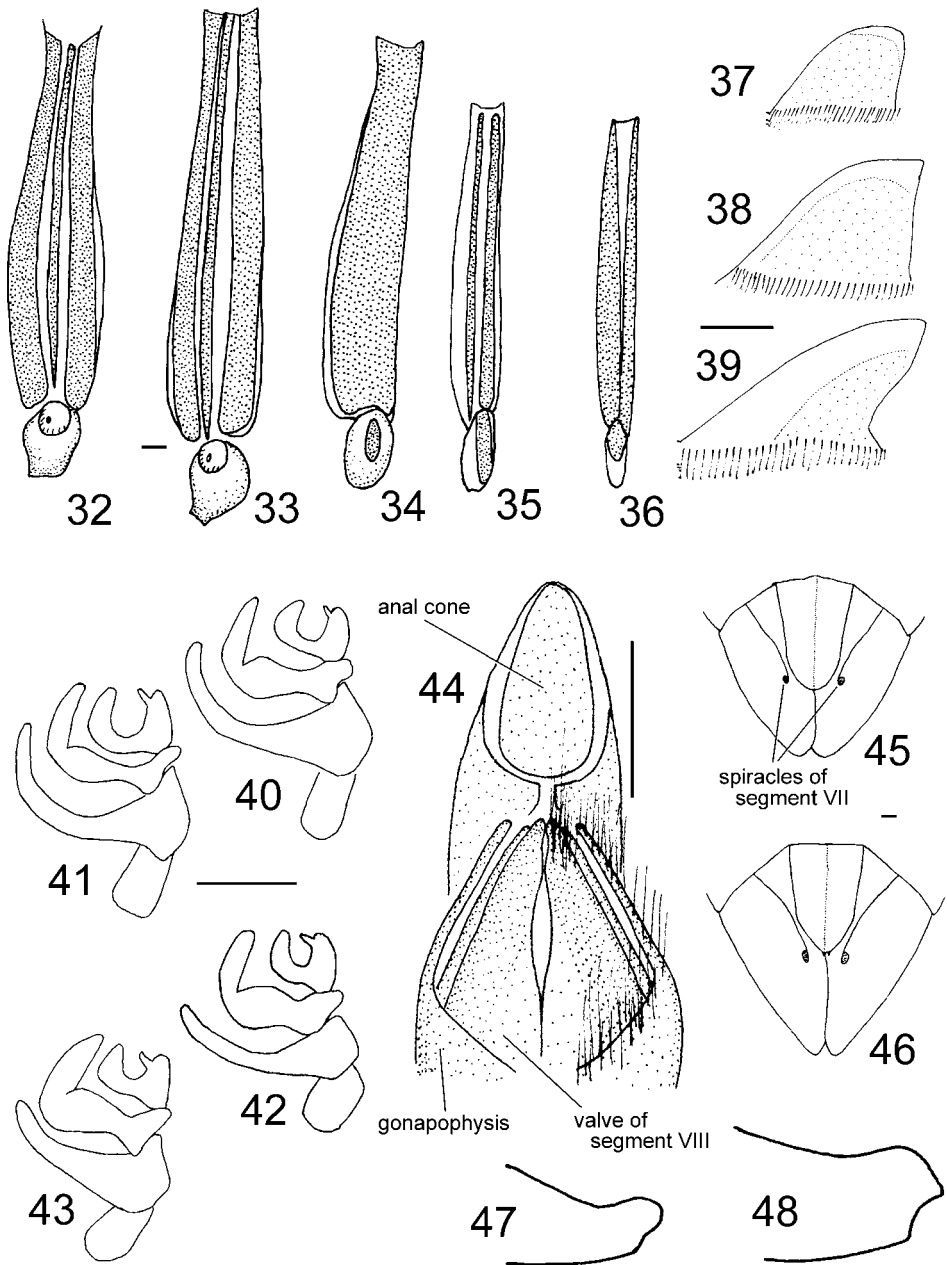 32
33
34
35
36
37
38
39
40
41
42
43
44
anal cone
gonapophysis
valve of
segment VIII
45
spiracles of
segment VII
46
47
48